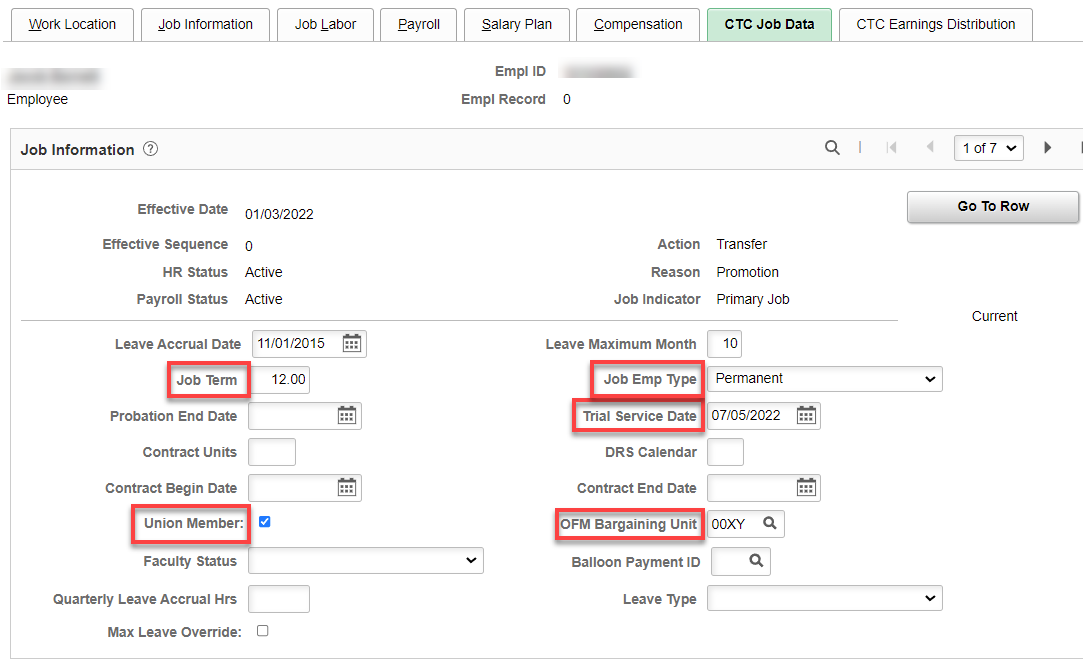 Work Location Job Information Job Labor Payroll Salary Plan Compensation CTC Job Data CTC Earnings Distribution
Empl ID
Employee Empl Record 0
Job Information ? 1 of 7
Effective Date 01/03/2022 Go To Row
Effective Sequence 0 Action Transfer
HR Status Active Reason Promotion
Payroll Status Active Job Indicator Primary Job
Current
Leave Accrual Date 11/01/2015 Leave Maximum Month 10
Job Term 12.00 Job Emp Type Permanent
Probation End Date Trial Service Date 07/05/2022
Contract Units DRS Calendar
Contract Begin Date Contract End Date
Union Member: OFM Bargaining Unit 00XY
Faculty Status Balloon Payment ID
Quarterly Leave Accrual Hrs Leave Type
Max Leave Override: